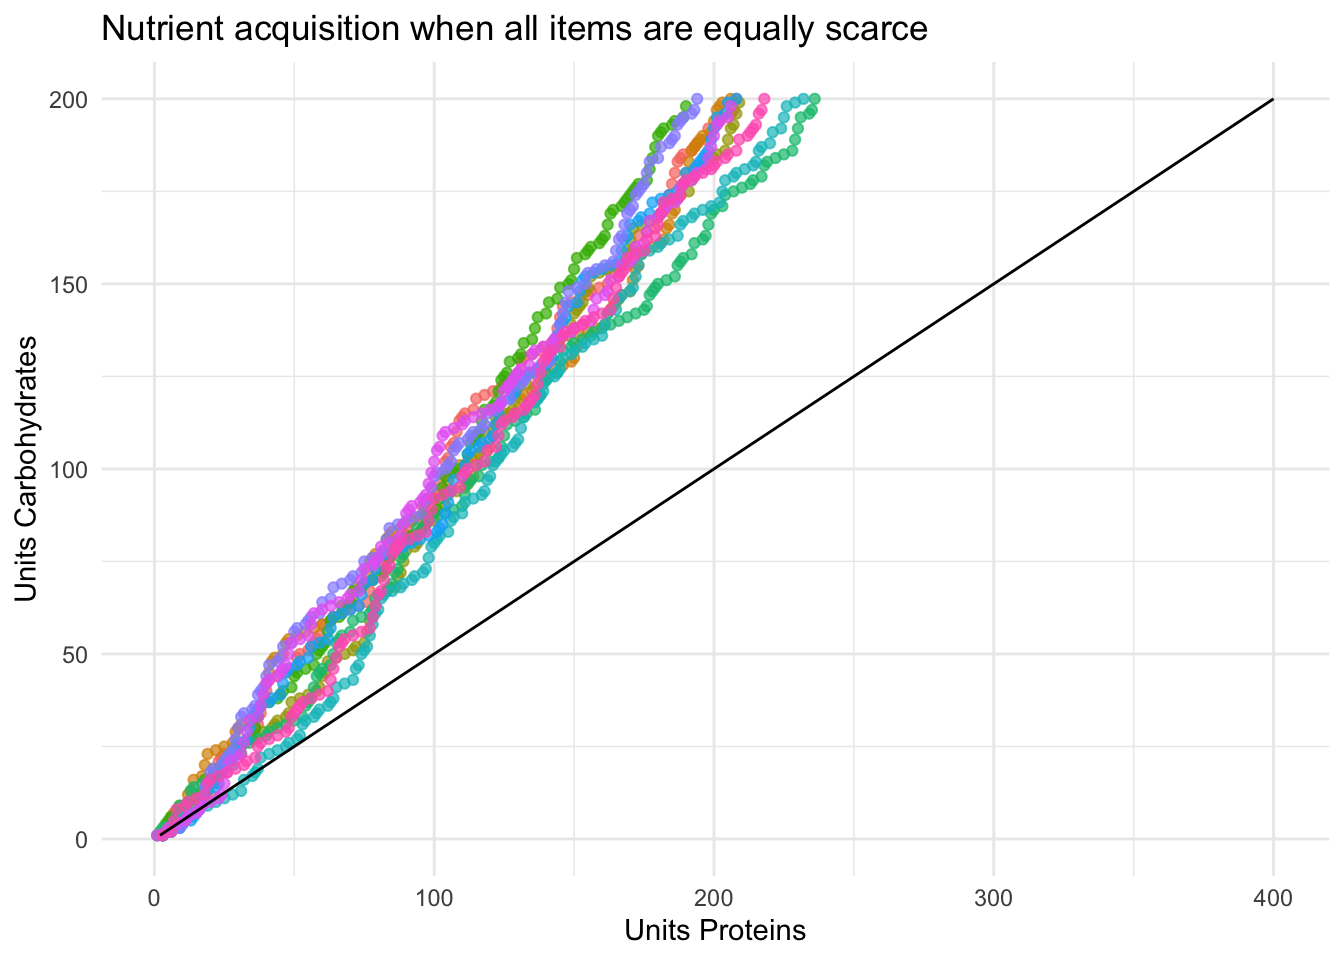 Nutrient acquisition when all items are equally scarce
200
150
100
50
0
Units Carbohydrates
0 100 200 300 400
Units Proteins